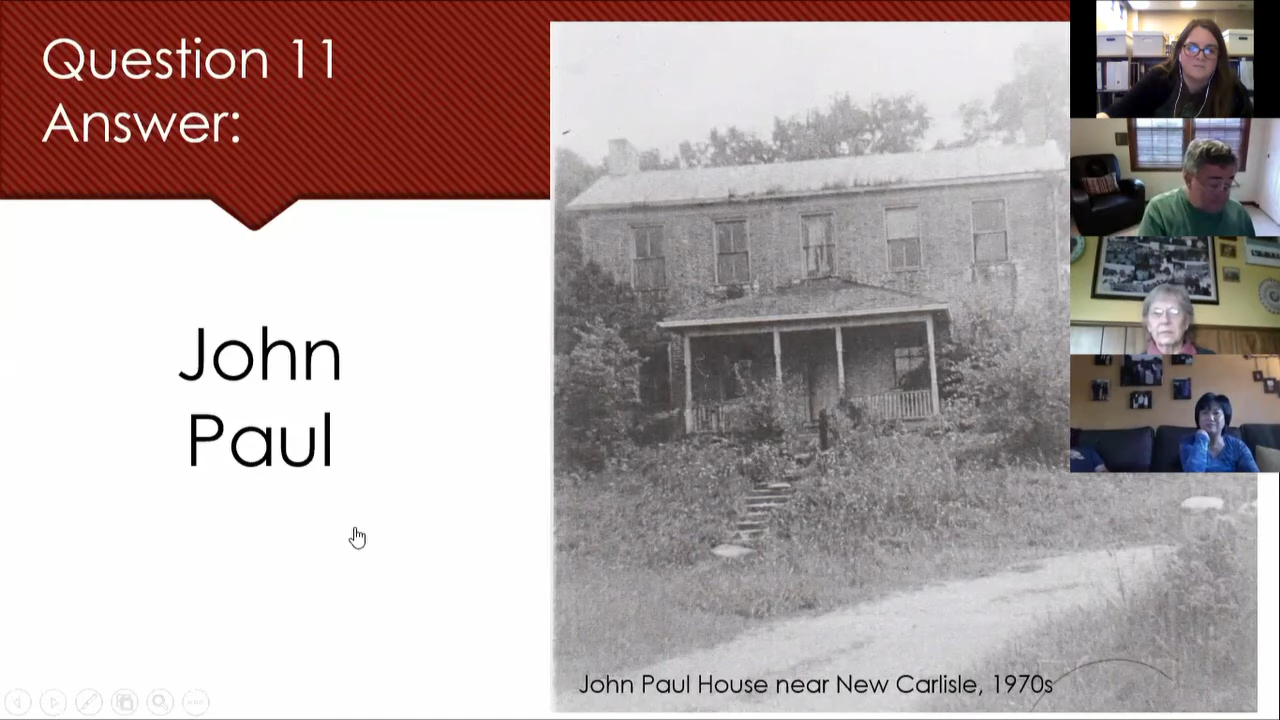 Question 11
Answer:
John
Paul
John Paul House near New Carlisle, 1970s